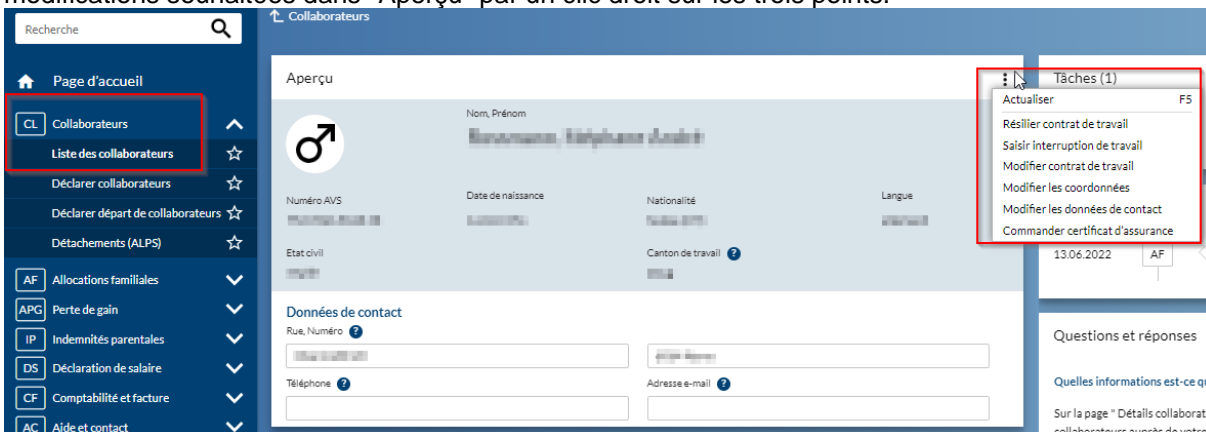 modifications souhaitées dans "Aperçu" par un clic droit sur les trois points.
Recherche
Collaborateurs
Page d'accueil
CL Collaborateurs
Liste des collaborateurs
Déclarer collaborateurs
Déclarer départ de collaborateurs
Détachements (ALPS)
AF Allocations familiales
APG Perte de gain
IP Indemnités parentales
DS Déclaration de salaire
CF Comptabilité et facture
AC Aide et contact
Aperçu
Nom, Prénom
Numéro AVS
Date de naissance
Nationalité
Langue
Etat civil
Canton de travail ?
Données de contact
Rue, Numéro ?
Téléphone ?
Adresse e-mail ?
Tâches (1)
Actualiser F5
Résilier contrat de travail
Saisir interruption de travail
Modifier contrat de travail
Modifier les coordonnées
Modifier les données de contact
Commander certificat d'assurance
13.06.2022 AF
Questions et réponses
Quelles informations est-ce qu
Sur la page " Détails collaborat
collaborateurs auprès de votre